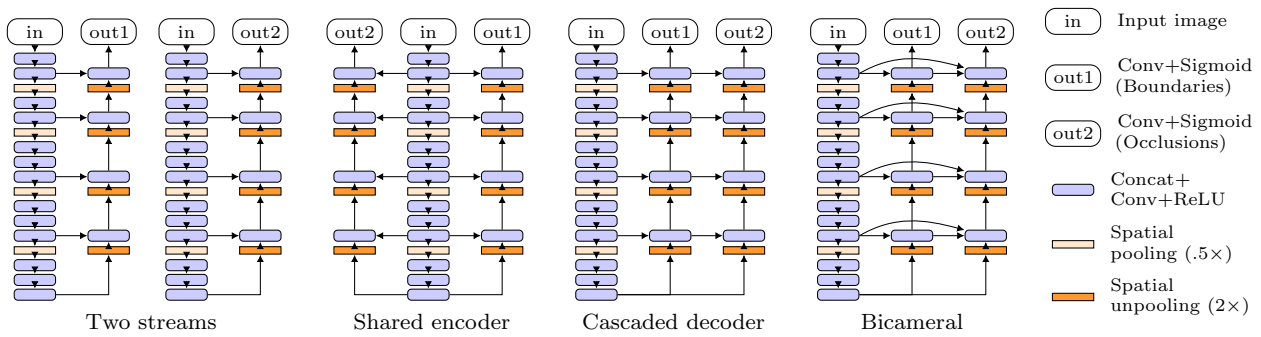 in out1 in out2 out2 in out1 in out1 out2 in out1 out2
in Input image
out1 Conv+Sigmoid
(Boundaries)
out2 Conv+Sigmoid
(Occlusions)
Concat+
Conv+ReLU
Spatial
pooling (.5×)
Spatial
unpooling (2×)
Two streams Shared encoder Cascaded decoder Bicameral